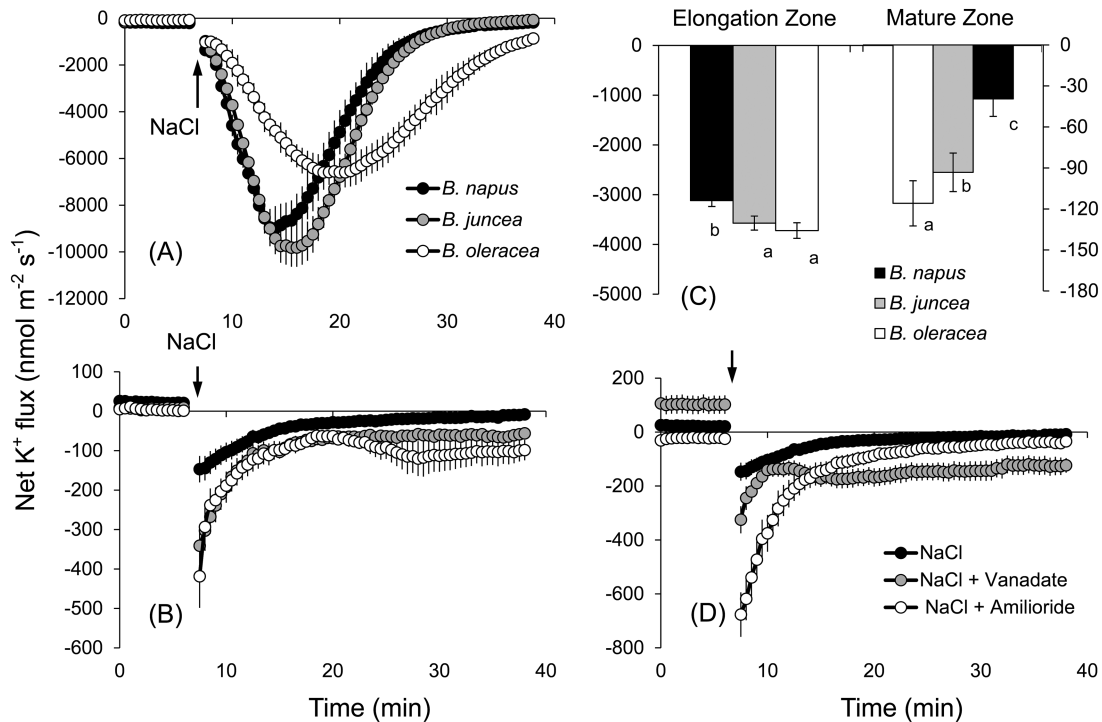 Net K⁺ flux (nmol m⁻² s⁻¹)
0
-2000
-4000
-6000
-8000
-10000
-12000
NaCl
B. napus
B. juncea
B. oleracea
(A)
0 10 20 30 40
Elongation Zone Mature Zone
0
-1000
-2000
-3000
-4000
-5000
b
a
a
a
b
c
0
-30
-60
-90
-120
-150
-180
(C)
B. napus
B. juncea
B. oleracea
NaCl
100
0
-100
-200
-300
-400
-500
-600
(B)
0 10 20 30 40
Time (min)
200
0
-200
-400
-600
-800
NaCl
NaCl + Vanadate
NaCl + Amilioride
(D)
0 10 20 30 40
Time (min)